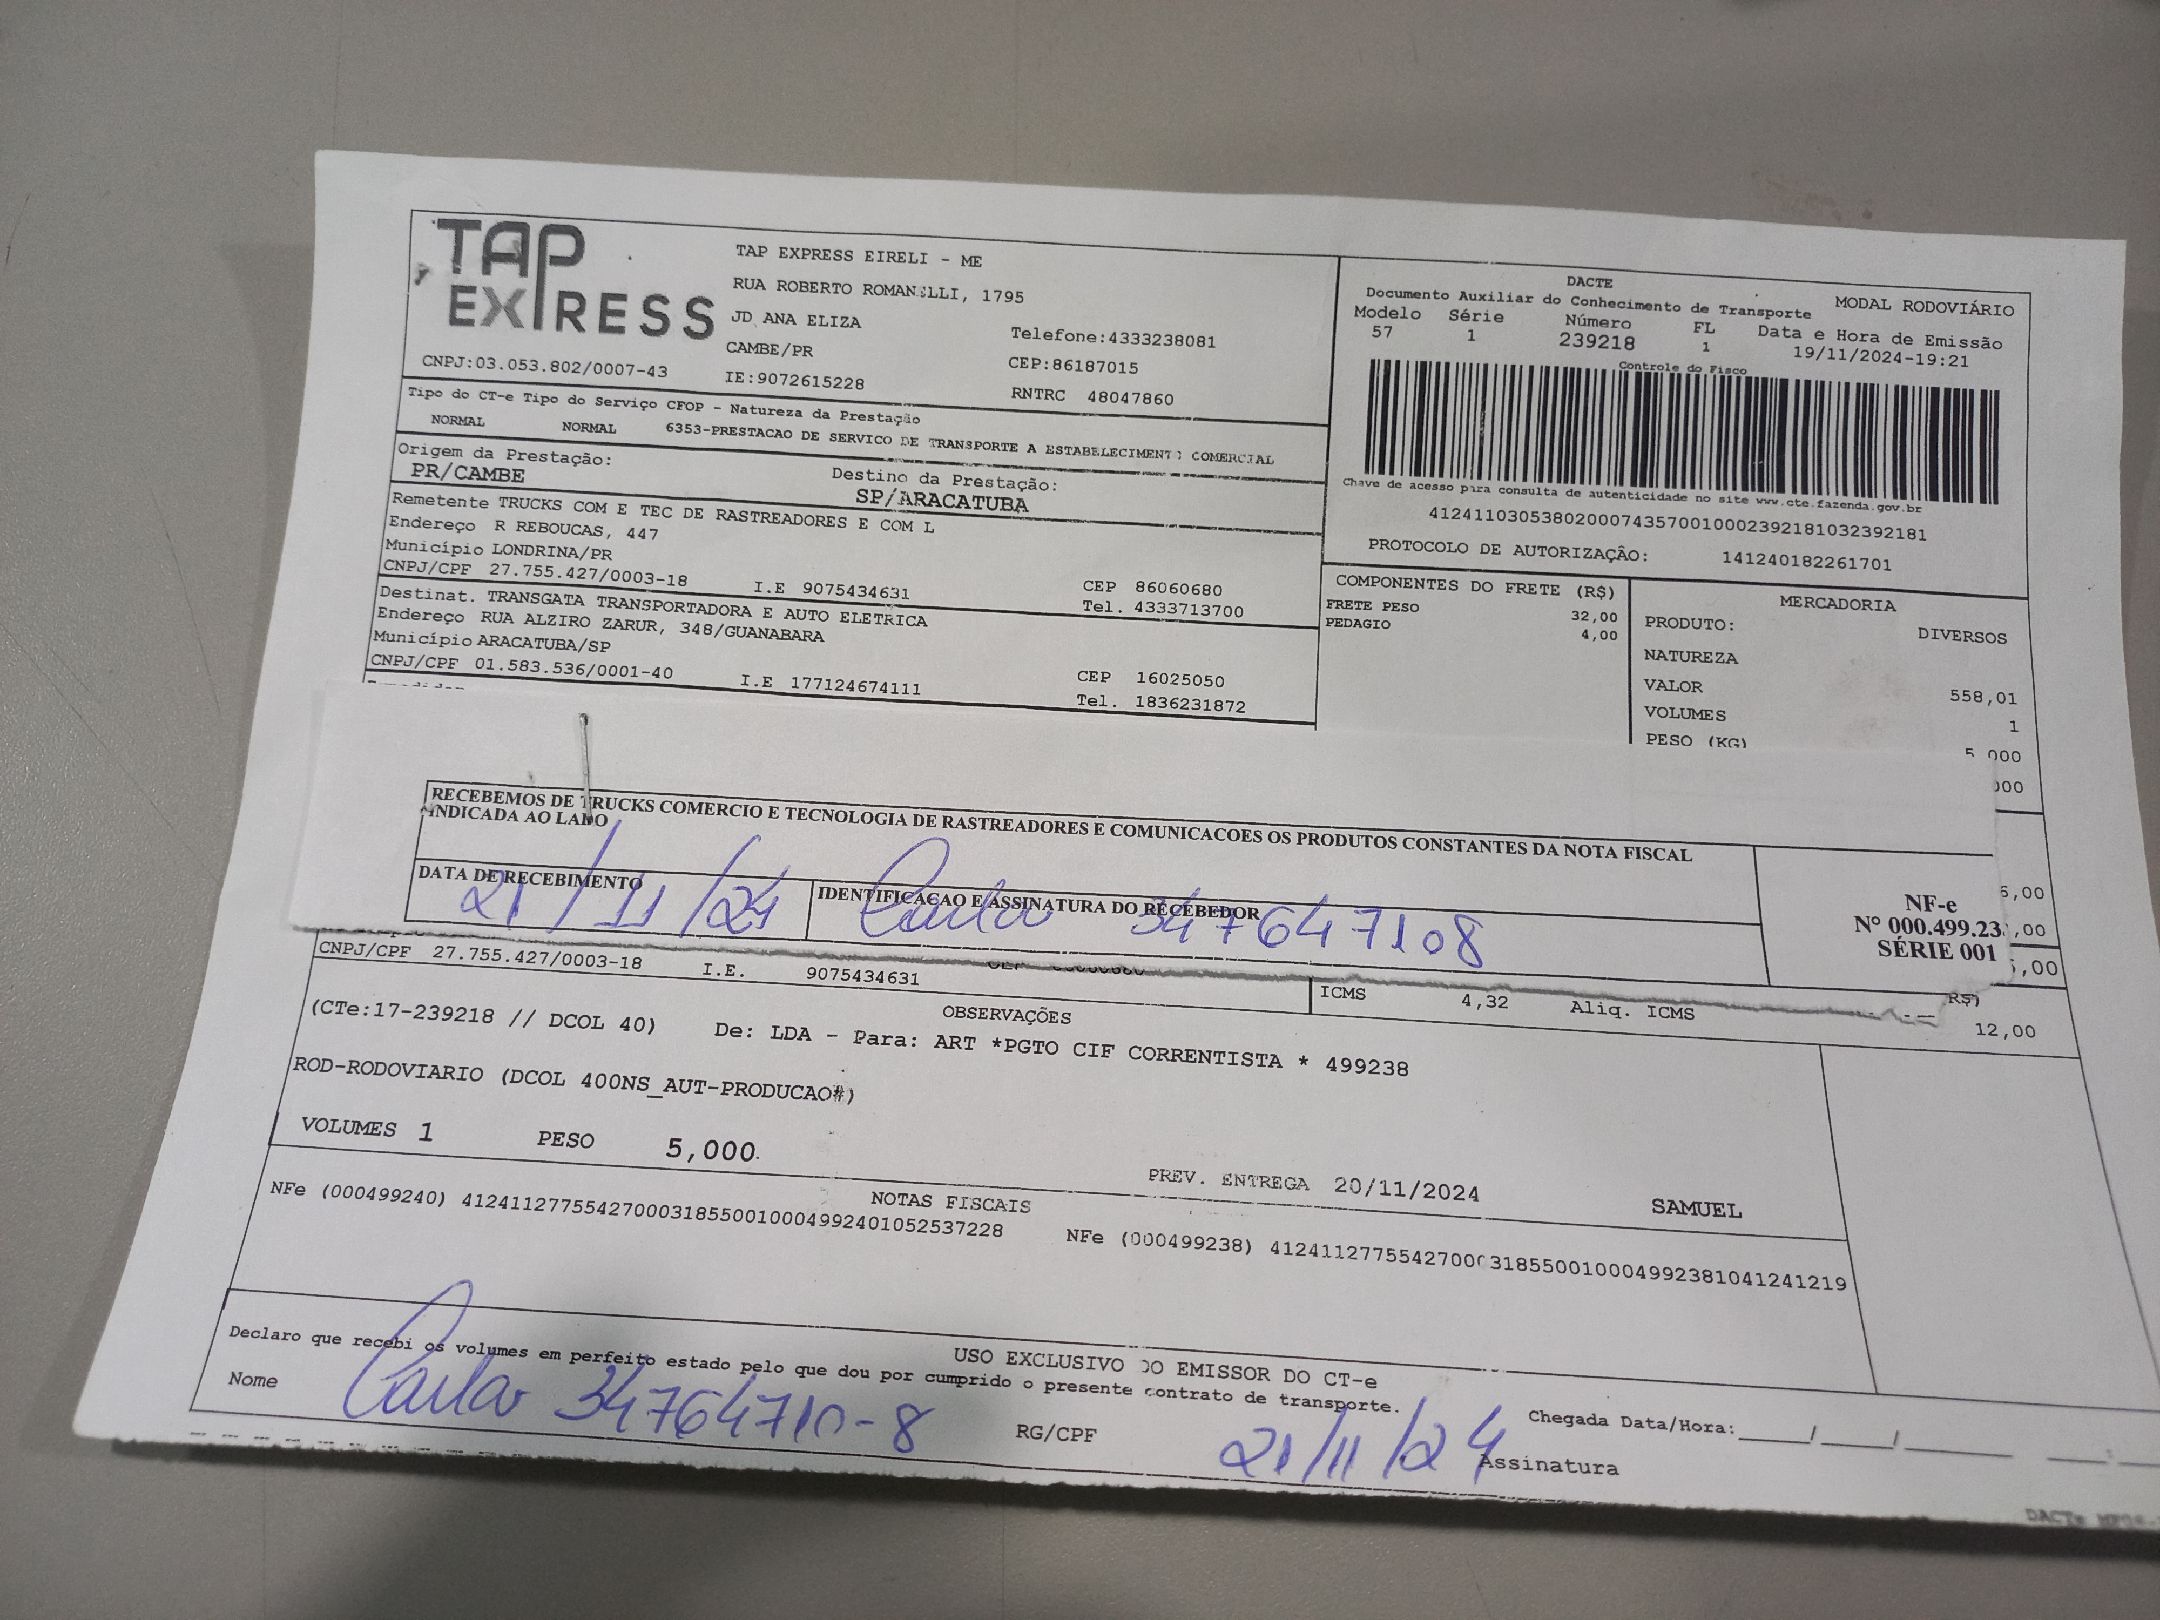 TAP
EXPRESS
TAP EXPRESS EIRELI - ME
RUA ROBERTO ROMANELLI, 1795
JD ANA ELIZA
CAMBE/PR
Telefone:4333238081
CEP:86187015
CNPJ:03.053.802/0007-43
IE:9072615228
RNTRC 48047860
DACTE
MODAL RODOVIÁRIO
Documento Auxiliar do Conhecimento de Transporte
Modelo Série Número FL Data e Hora de Emissão
57 1 239218 1 19/11/2024-19:21
Controle do Fisco
Chave de acesso para consulta de autenticidade no site www.cte.fazenda.gov.br
41241103053802000743570010002392181032392181
PROTOCOLO DE AUTORIZAÇÃO: 141240182261701
Tipo do CT-e Tipo do Serviço CFOP - Natureza da Prestação
NORMAL NORMAL 6353-PRESTACAO DE SERVICO DE TRANSPORTE A ESTABELECIMENTO COMERCIAL
Origem da Prestação: Destino da Prestação:
PR/CAMBE SP/ARACATUBA
Remetente TRUCKS COM E TEC DE RASTREADORES E COM L
Endereço R REBOUCAS, 447
Município LONDRINA/PR CEP 86060680
CNPJ/CPF 27.755.427/0003-18 I.E 9075434631 Tel. 4333713700
Destinat. TRANSGATA TRANSPORTADORA E AUTO ELETRICA
Endereço RUA ALZIRO ZARUR, 348/GUANABARA
Município ARACATUBA/SP CEP 16025050
CNPJ/CPF 01.583.536/0001-40 I.E 177124674111 Tel. 1836231872
COMPONENTES DO FRETE (R$)
FRETE PESO 32,00
PEDAGIO 4,00
MERCADORIA
PRODUTO: DIVERSOS
NATUREZA
VALOR 558,01
VOLUMES 1
PESO (KG) 5,000
RECEBEMOS DE TRUCKS COMERCIO E TECNOLOGIA DE RASTREADORES E COMUNICACOES OS PRODUTOS CONSTANTES DA NOTA FISCAL
INDICADA AO LADO
DATA DE RECEBIMENTO
21/11/24
IDENTIFICACAO E ASSINATURA DO RECEBEDOR
347647108
NF-e
Nº 000.499.23
SÉRIE 001
CNPJ/CPF 27.755.427/0003-18 I.E. 9075434631
ICMS 4,32 Aliq. ICMS 12,00
OBSERVAÇÕES
(CTe:17-239218 // DCOL 40) De: LDA - Para: ART *PGTO CIF CORRENTISTA * 499238
ROD-RODOVIARIO (DCOL 400NS_AUT-PRODUCAO#)
VOLUMES 1 PESO 5,000 PREV. ENTREGA 20/11/2024 SAMUEL
NOTAS FISCAIS
NFe (000499240) 41241127755427000318550010004992401052537228 NFe (000499238) 41241127755427000318550010004992381041241219
USO EXCLUSIVO DO EMISSOR DO CT-e
Declaro que recebi os volumes em perfeito estado pelo que dou por cumprido o presente contrato de transporte.
Nome 34764710-8 RG/CPF 21/11/24 Assinatura
Chegada Data/Hora: